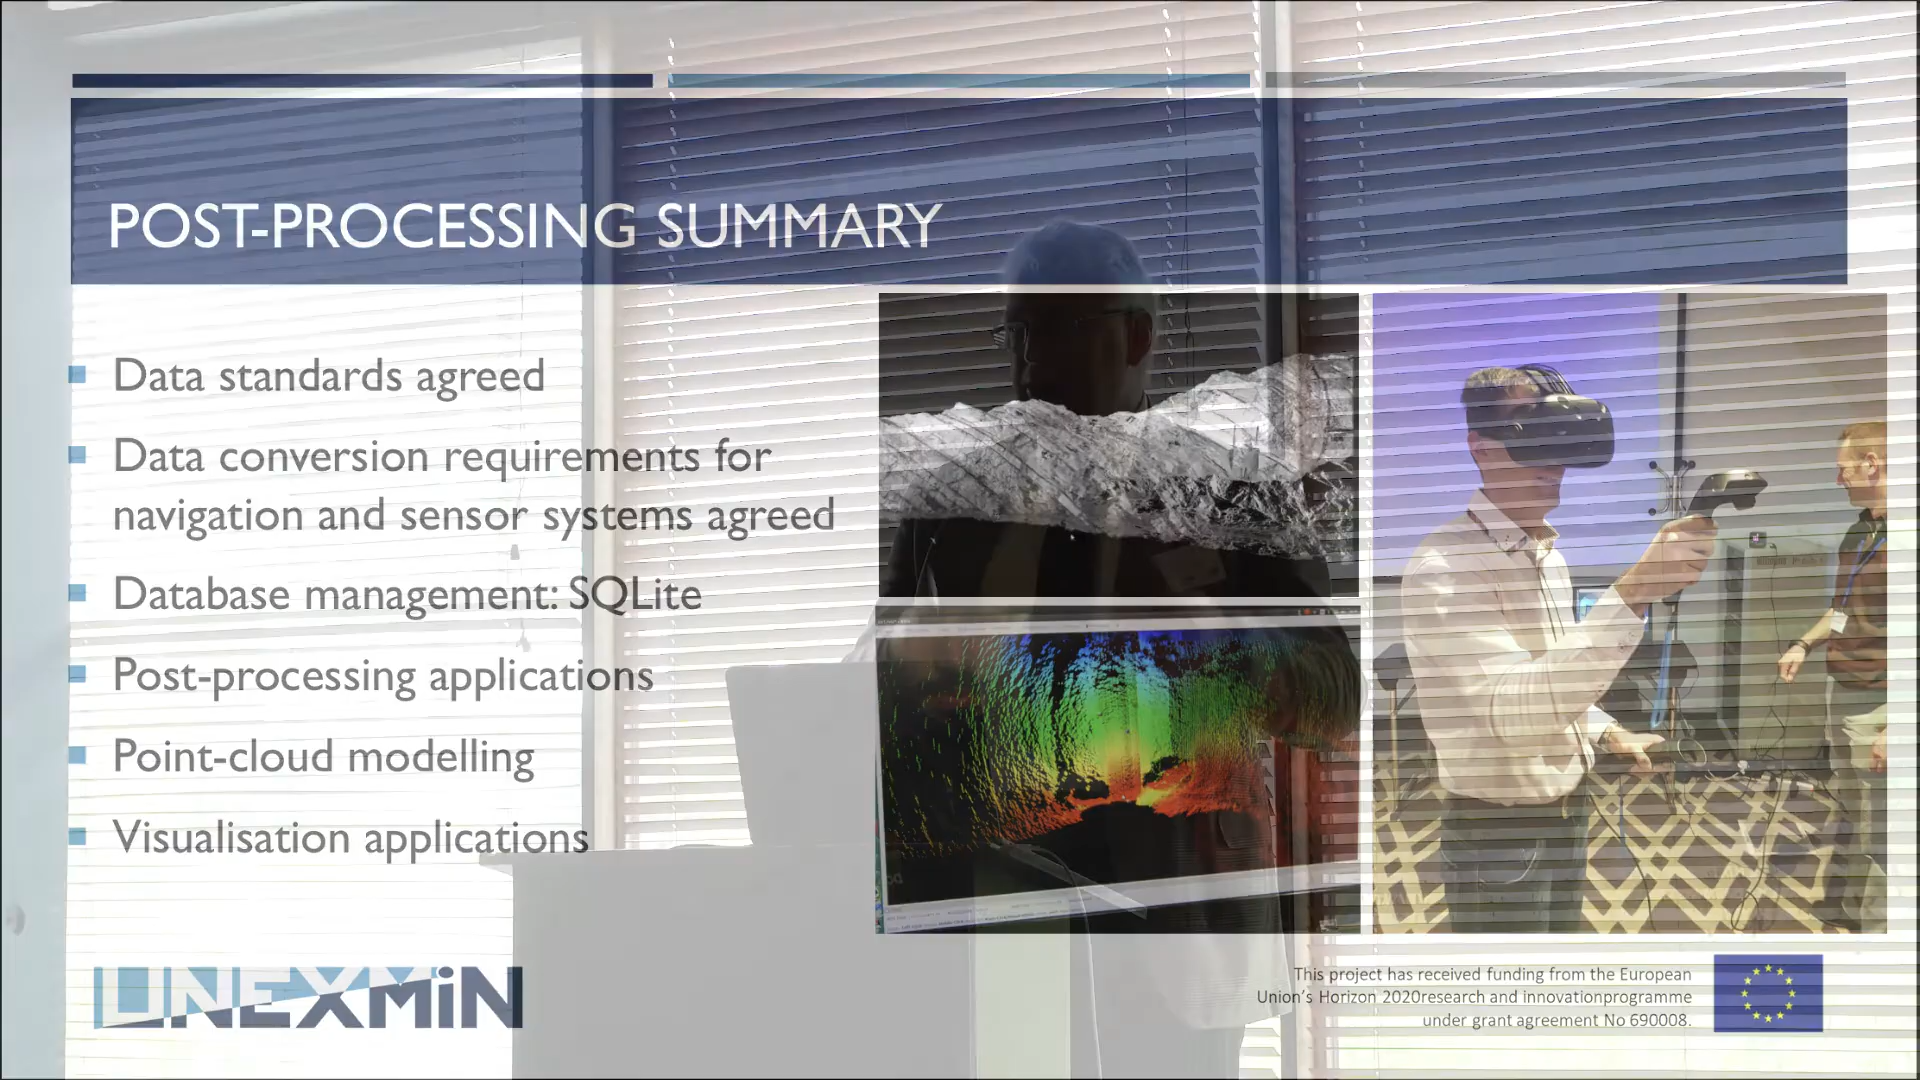 POST-PROCESSING SUMMARY
Data standards agreed
Data conversion requirements for
navigation and sensor systems agreed
Database management: SQLite
Post-processing applications
Point-cloud modelling
Visualisation applications
UNEXMiN
This project has received funding from the European
Union's Horizon 2020research and innovationprogramme
under grant agreement No 690008.